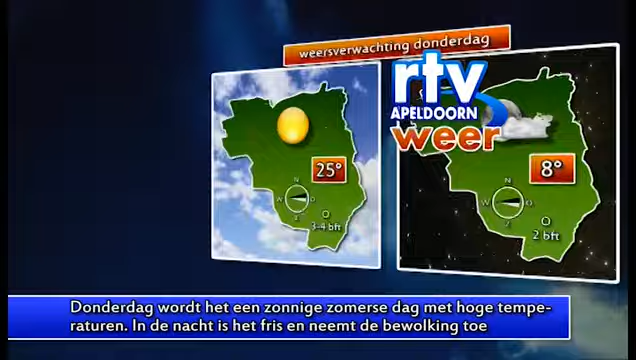 weersverwachting donderdag
rtv
APELDOORN
weer
25°
N
W O
Z
O
3-4 bft
8°
N
W O
Z
O
2 bft
Donderdag wordt het een zonnige zomerse dag met hoge tempe-
raturen. In de nacht is het fris en neemt de bewolking toe